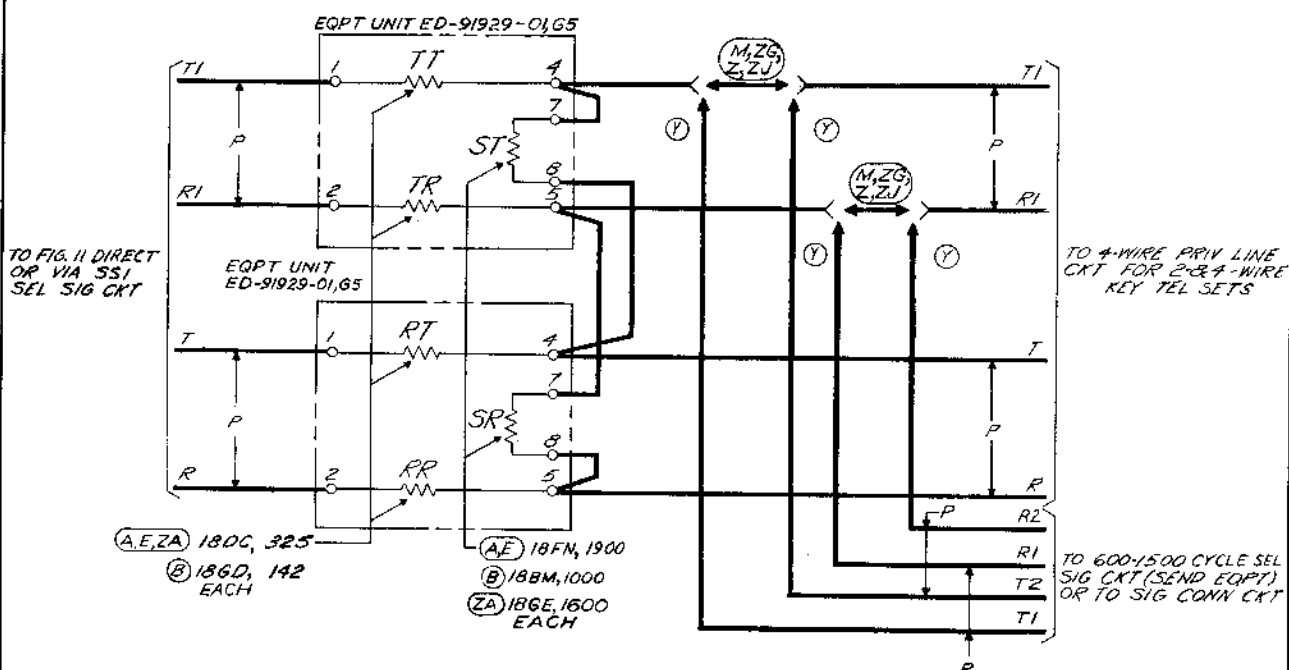 EQPT UNIT ED-91929-01,G5
M,ZG,
Z,ZJ
T1
1
TT
4
T1
7
Y
Y
P
ST
P
M,ZG,
Z,ZJ
8
R1
2
TR
5
R1
TO FIG. 11 DIRECT
OR VIA SS1
SEL SIG CKT
EQPT UNIT
ED-91929-01,G5
Y
Y
TO 4-WIRE PRIV LINE
CKT FOR 2-&4-WIRE
KEY TEL SETS
T
1
RT
4
T
7
P
SR
P
8
R
2
RR
5
R
P
R2
A,E,ZA 18DC, 325
B 18GD, 142
EACH
A,E 18FN, 1900
B 18BM, 1000
ZA 18GE, 1600
EACH
R1
T2
T1
TO 600-1500 CYCLE SEL
SIG CKT (SEND EQPT)
OR TO SIG CONN CKT
P